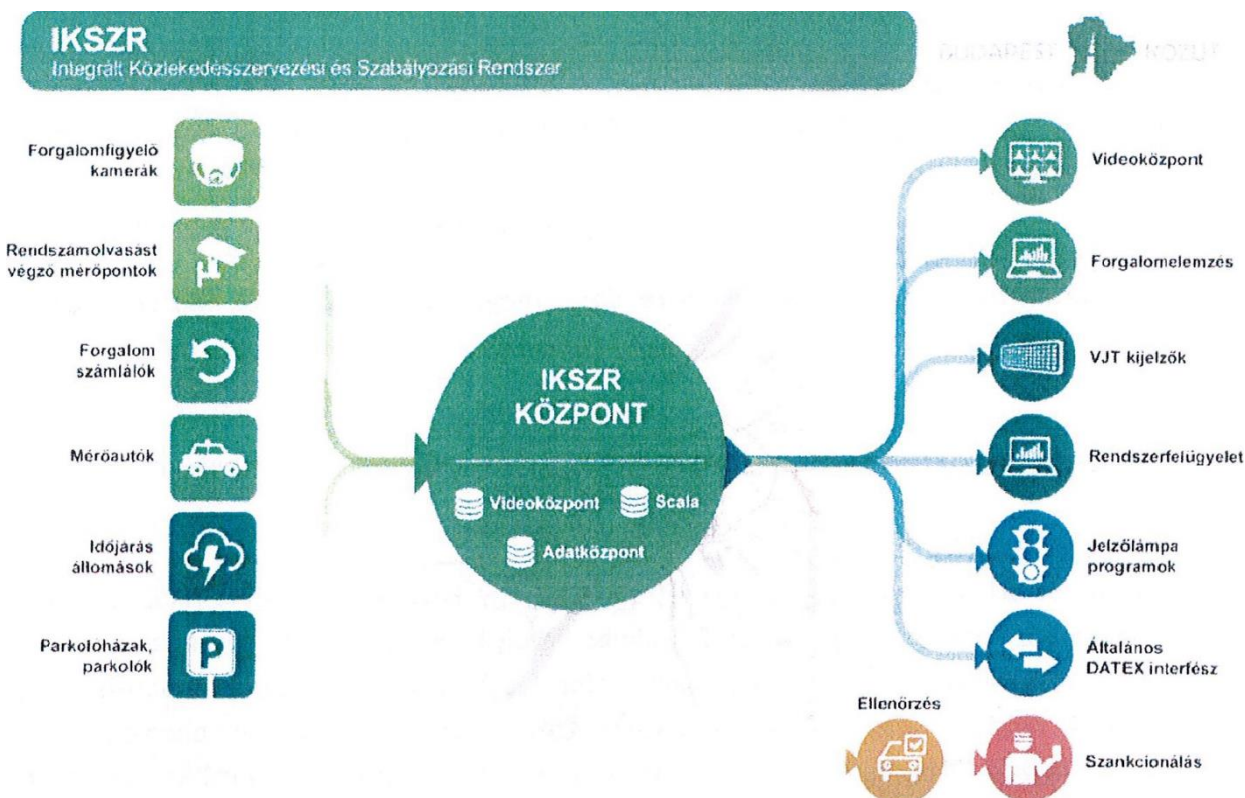 IKSZR
Integrált Közlekedésszervezési és Szabályozási Rendszer
Forgalomfigyelő
kamerák
Rendszámolvasást
végző mérőpontok
Forgalom
számlálók
Mérőautók
Időjárás
állomások
Parkolóházak,
parkolók
P
IKSZR
KÖZPONT
Videoközpont
Scala
Adatközpont
Videoközpont
Forgalomelemzés
VJT kijelzők
Rendszerfelügyelet
Jelzőlámpa
programok
Általános
DATEX interfész
Ellenőrzés
Szankcionálás